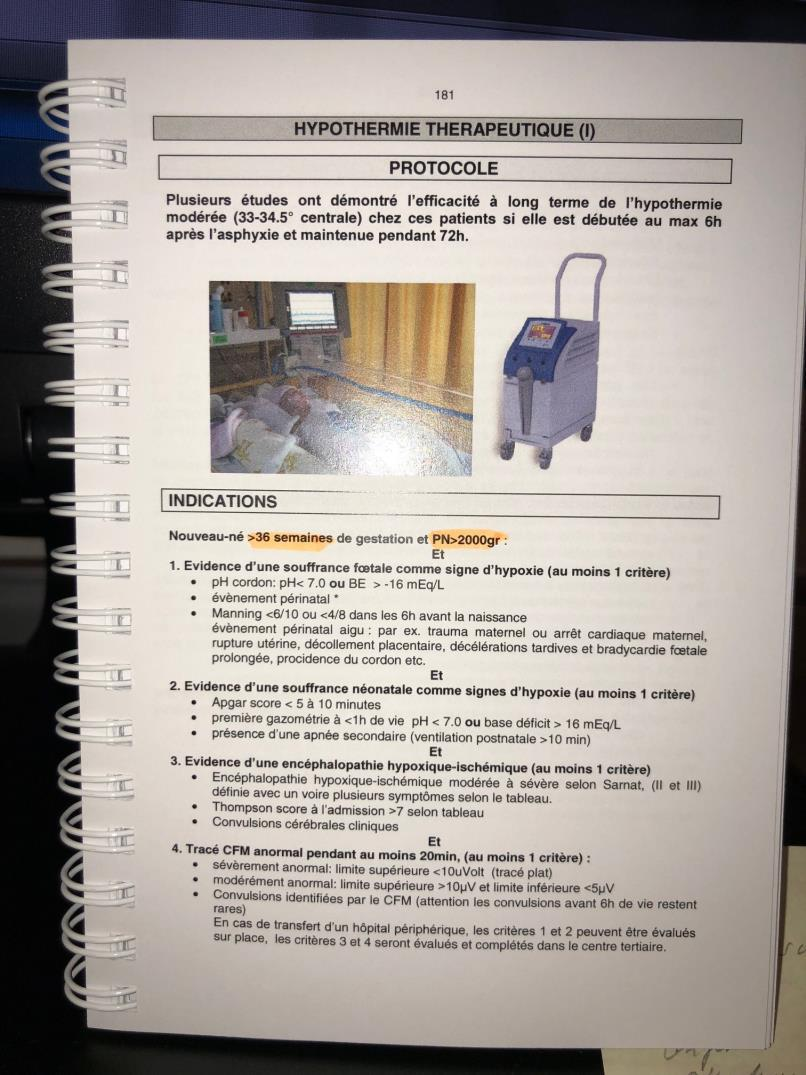 181
HYPOTHERMIE THERAPEUTIQUE (I)
PROTOCOLE
Plusieurs études ont démontré l'efficacité à long terme de l'hypothermie
modérée (33-34.5° centrale) chez ces patients si elle est débutée au max 6h
après l'asphyxie et maintenue pendant 72h.
INDICATIONS
Nouveau-né >36 semaines de gestation et PN>2000gr :
Et
1. Evidence d'une souffrance fœtale comme signe d'hypoxie (au moins 1 critère)
• pH cordon: pH< 7.0 ou BE > -16 mEq/L
• évènement périnatal *
• Manning <6/10 ou <4/8 dans les 6h avant la naissance
évènement périnatal aigu : par ex. trauma maternel ou arrêt cardiaque maternel,
rupture utérine, décollement placentaire, décélérations tardives et bradycardie fœtale
prolongée, procidence du cordon etc.
Et
2. Evidence d'une souffrance néonatale comme signes d'hypoxie (au moins 1 critère)
• Apgar score < 5 à 10 minutes
• première gazométrie à <1h de vie pH < 7.0 ou base déficit > 16 mEq/L
• présence d'une apnée secondaire (ventilation postnatale >10 min)
Et
3. Evidence d'une encéphalopathie hypoxique-ischémique (au moins 1 critère)
• Encéphalopathie hypoxique-ischémique modérée à sévère selon Sarnat, (II et III)
définie avec un voire plusieurs symptômes selon le tableau.
• Thompson score à l'admission >7 selon tableau
• Convulsions cérébrales cliniques
Et
4. Tracé CFM anormal pendant au moins 20min, (au moins 1 critère) :
• sévèrement anormal: limite supérieure <10uVolt (tracé plat)
• modérément anormal: limite supérieure >10µV et limite inférieure <5µV
• Convulsions identifiées par le CFM (attention les convulsions avant 6h de vie restent
rares)
En cas de transfert d'un hôpital périphérique, les critères 1 et 2 peuvent être évalués
sur place, les critères 3 et 4 seront évalués et complétés dans le centre tertiaire.